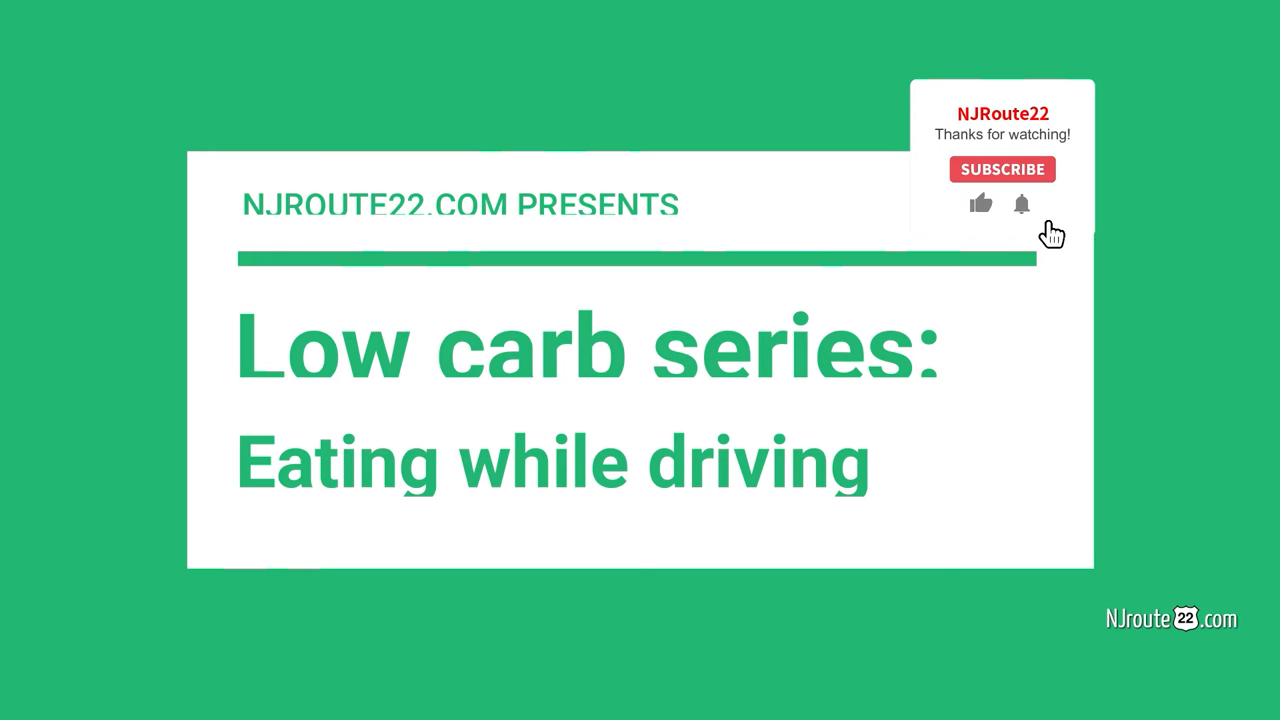 NJRoute22
Thanks for watching!
SUBSCRIBE
NJROUTE22.COM PRESENTS
Low carb series:
Eating while driving
NJroute22.com